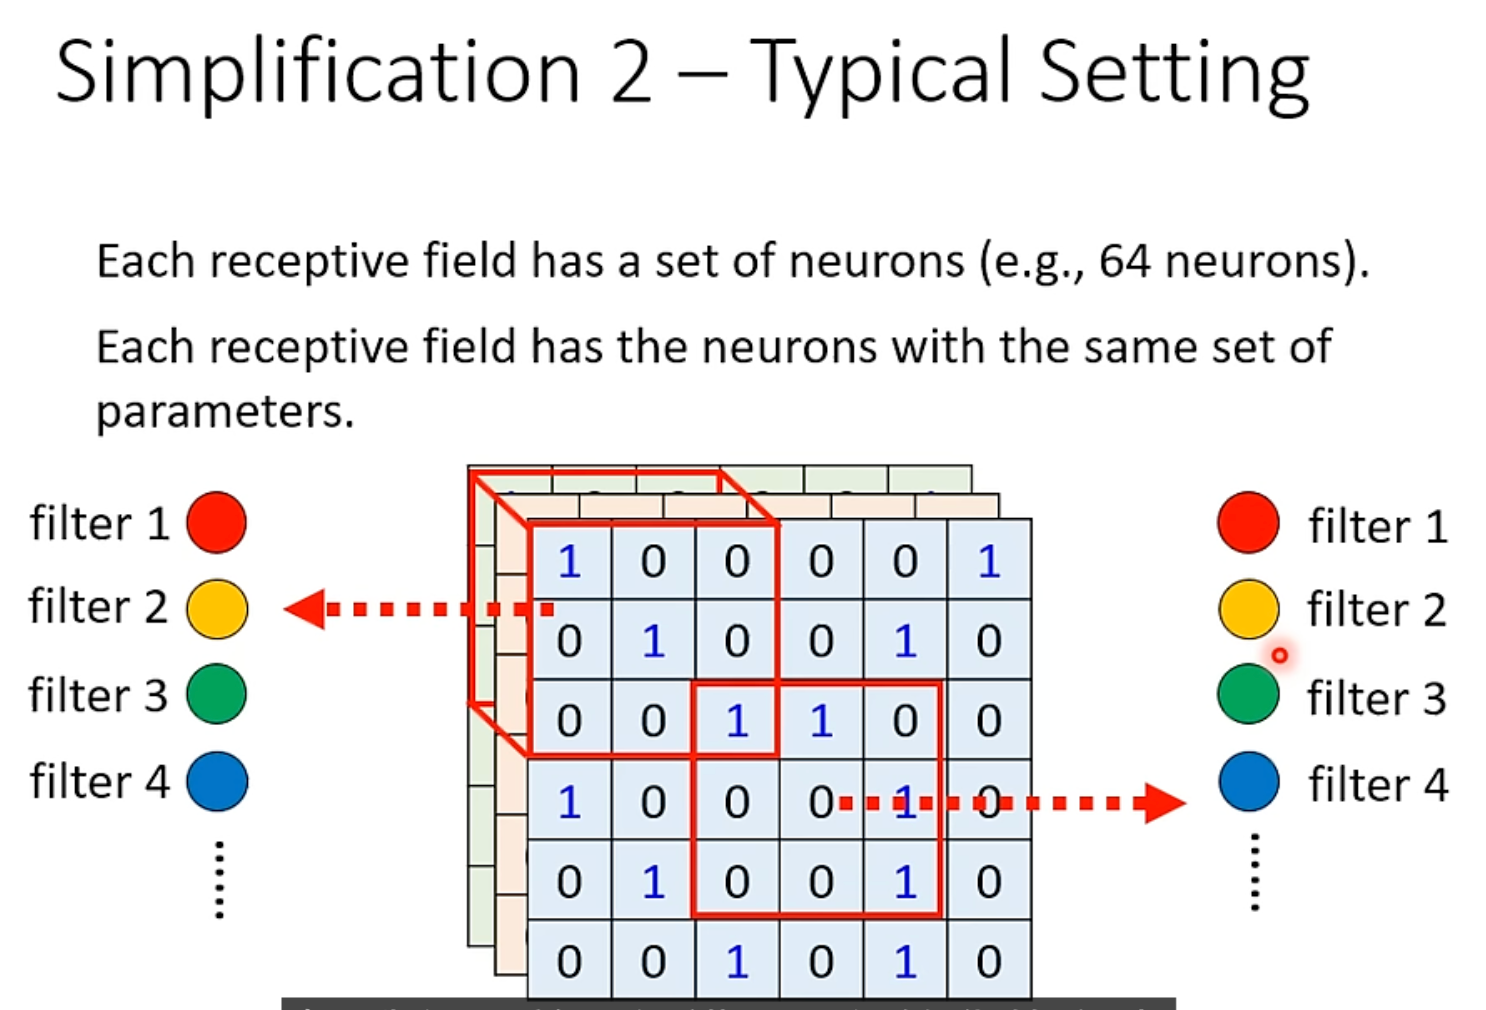 Simplification 2 – Typical Setting
Each receptive field has a set of neurons (e.g., 64 neurons).
Each receptive field has the neurons with the same set of
parameters.
filter 1
filter 2
filter 3
filter 4
1 0 0 0 0 1
0 1 0 0 1 0
0 0 1 1 0 0
1 0 0 0 1 0
0 1 0 0 1 0
0 0 1 0 1 0
filter 1
filter 2
filter 3
filter 4